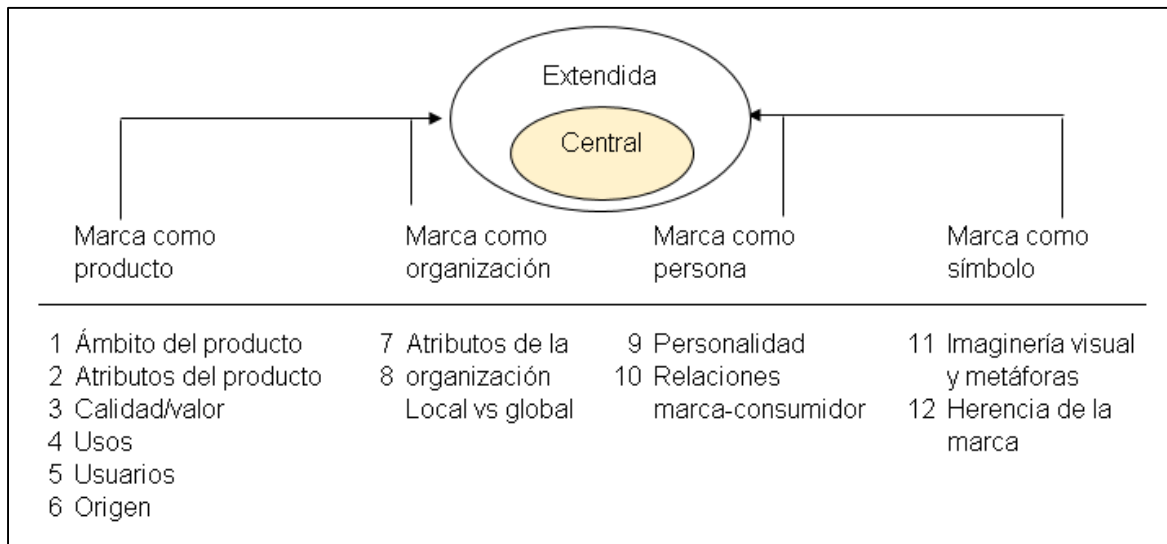 Extendida
Central
Marca como
producto
Marca como
organización
Marca como
persona
Marca como
símbolo
1 Ámbito del producto
2 Atributos del producto
3 Calidad/valor
4 Usos
5 Usuarios
6 Origen
7 Atributos de la
8 organización
Local vs global
9 Personalidad
10 Relaciones
marca-consumidor
11 Imaginería visual
y metáforas
12 Herencia de la
marca